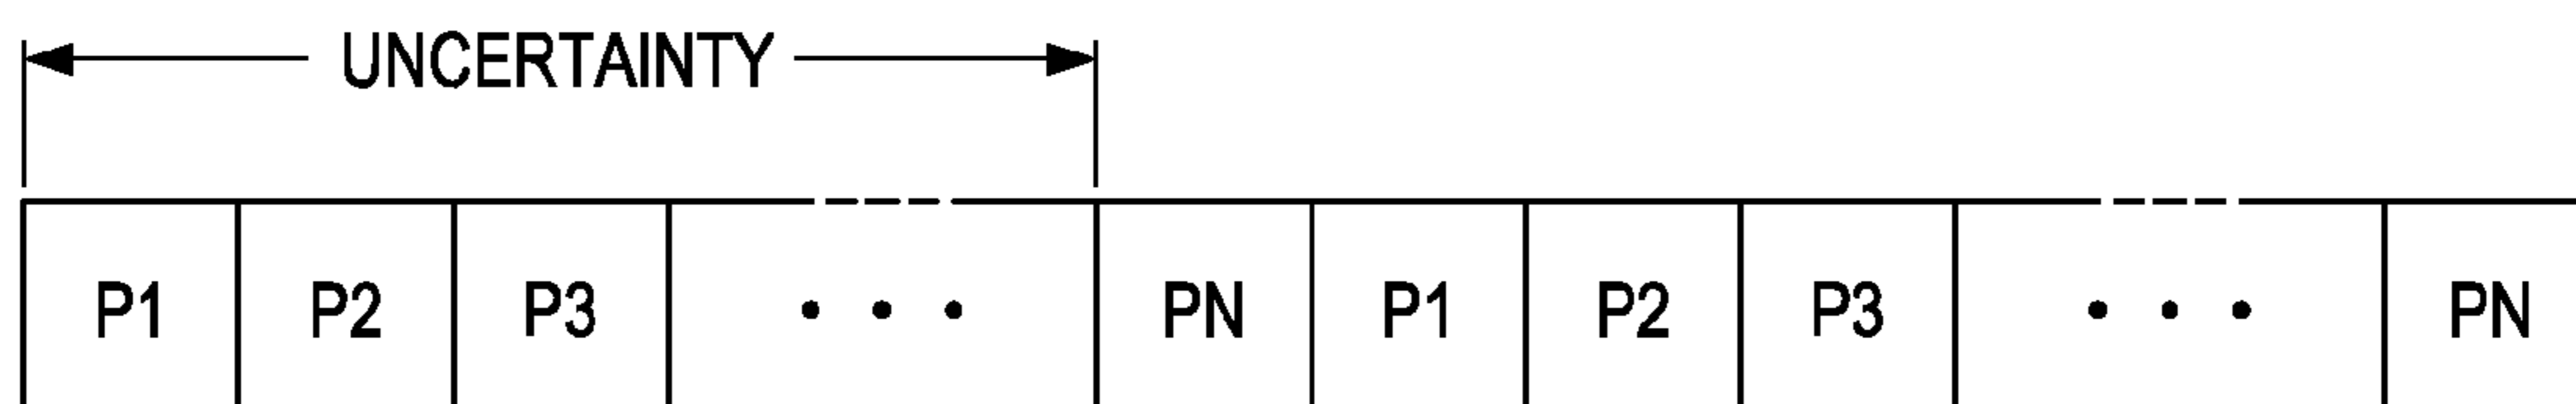 UNCERTAINTY
P1 P2 P3 • • • PN P1 P2 P3 • • • PN